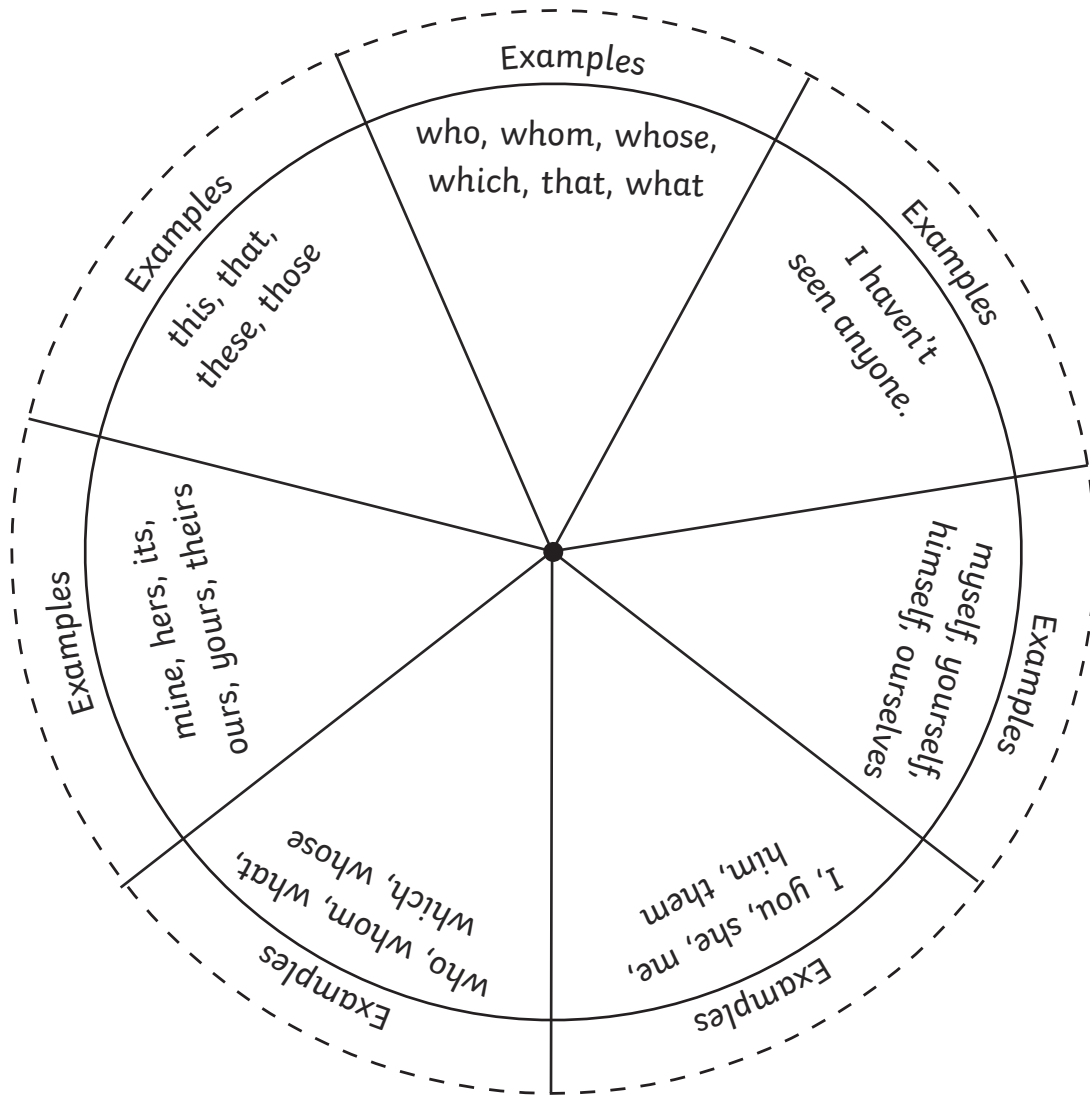 Examples
who, whom, whose,
which, that, what
Examples
I haven't
seen anyone.
Examples
myself, yourself,
himself, ourselves
Examples
I, you, she, me,
him, them
Examples
who, whom, what,
which, whose
Examples
mine, hers, its,
ours, yours, theirs
Examples
this, that,
these, those